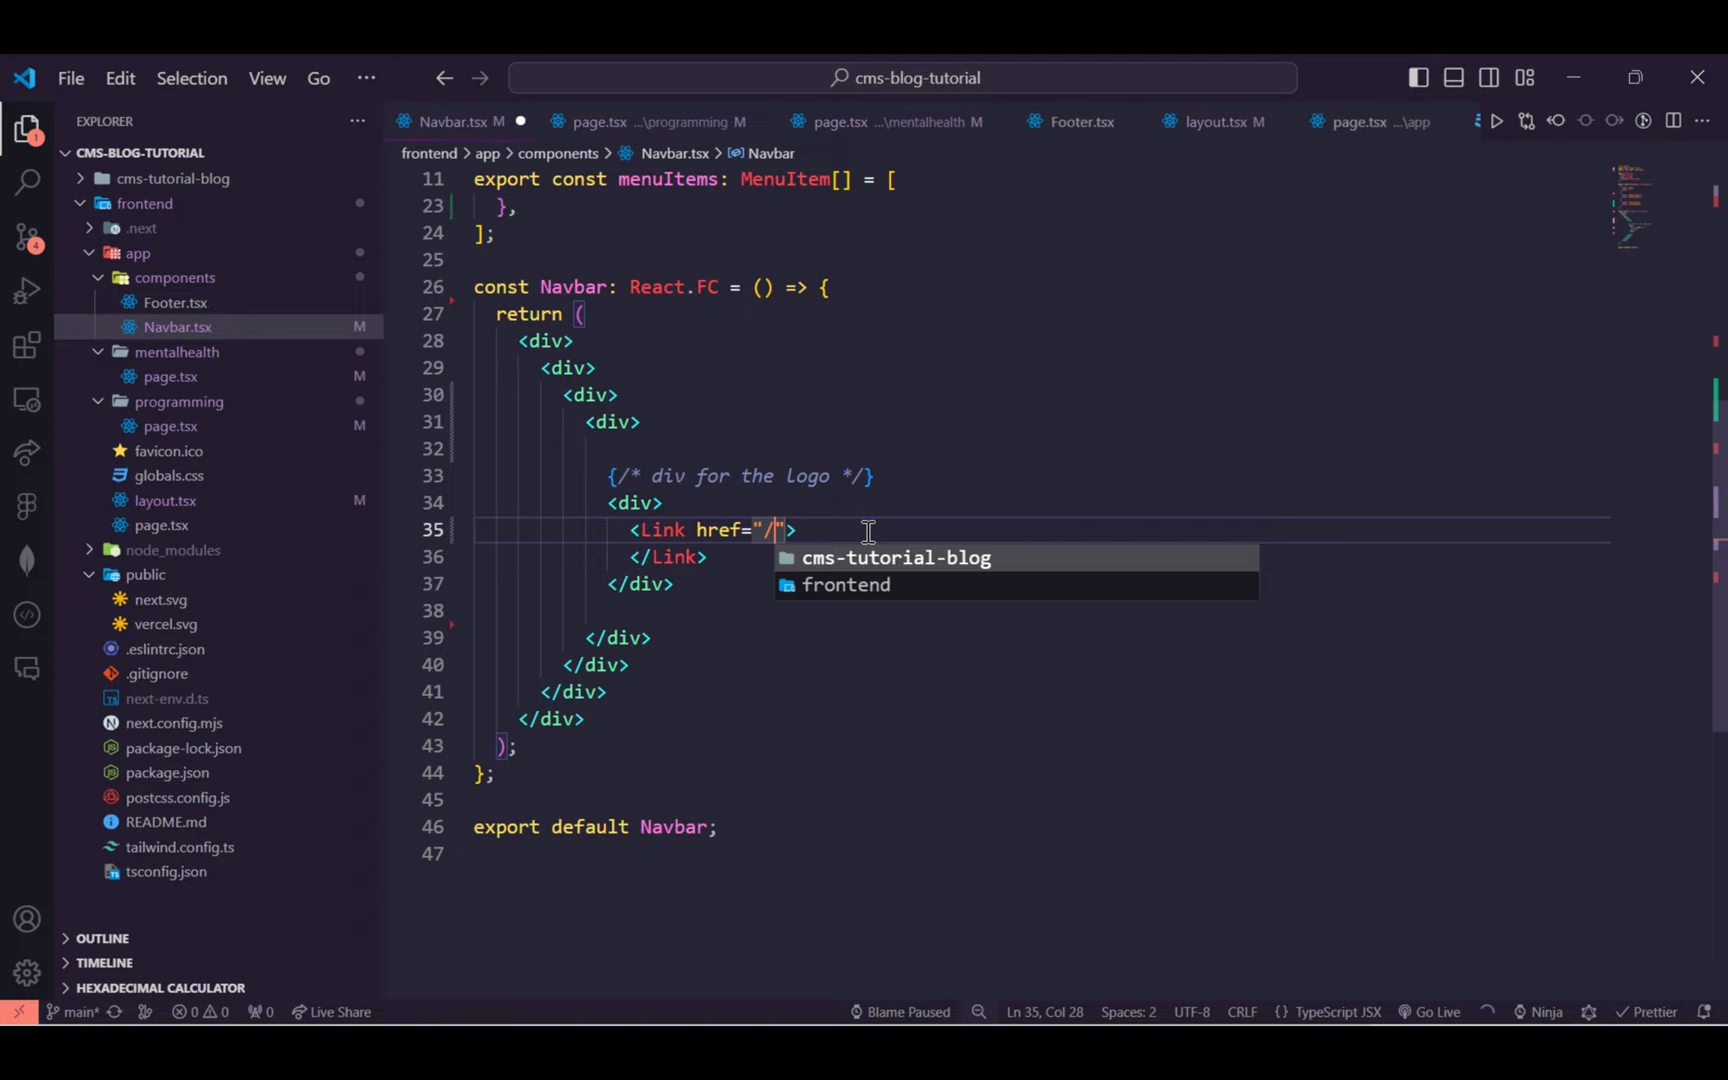 File Edit Selection View Go ··· cms-blog-tutorial
EXPLORER ···
Navbar.tsx M page.tsx ...\programming M page.tsx ...\mentalhealth M Footer.tsx layout.tsx M page.tsx ...\app
CMS-BLOG-TUTORIAL
cms-tutorial-blog
frontend
.next
app
components
Footer.tsx
Navbar.tsx M
mentalhealth
page.tsx M
programming
page.tsx M
favicon.ico
globals.css
layout.tsx M
page.tsx
node_modules
public
next.svg
vercel.svg
.eslintrc.json
.gitignore
next-env.d.ts
next.config.mjs
package-lock.json
package.json
postcss.config.js
README.md
tailwind.config.ts
tsconfig.json
OUTLINE
TIMELINE
HEXADECIMAL CALCULATOR
1
4
frontend > app > components > Navbar.tsx > Navbar
11 export const menuItems: MenuItem[] = [
23 },
24 ];
25
26 const Navbar: React.FC = () => {
27 return (
28 <div>
29 <div>
30 <div>
31 <div>
32
33 {/* div for the logo */}
34 <div>
35 <Link href="/">
36 </Link>
cms-tutorial-blog
frontend
37 </div>
38
39 </div>
40 </div>
41 </div>
42 </div>
43 );
44 };
45
46 export default Navbar;
47
main* 0 0 0 Live Share Blame Paused Ln 35, Col 28 Spaces: 2 UTF-8 CRLF {} TypeScript JSX Go Live Ninja Prettier